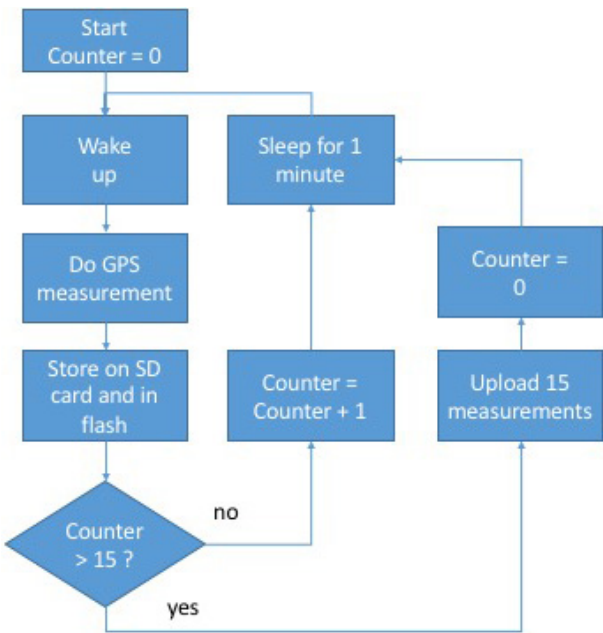 Start
Counter = 0
Wake
up
Sleep for 1
minute
Do GPS
measurement
Counter =
0
Store on SD
card and in
flash
Counter =
Counter + 1
Upload 15
measurements
Counter
> 15 ?
no
yes